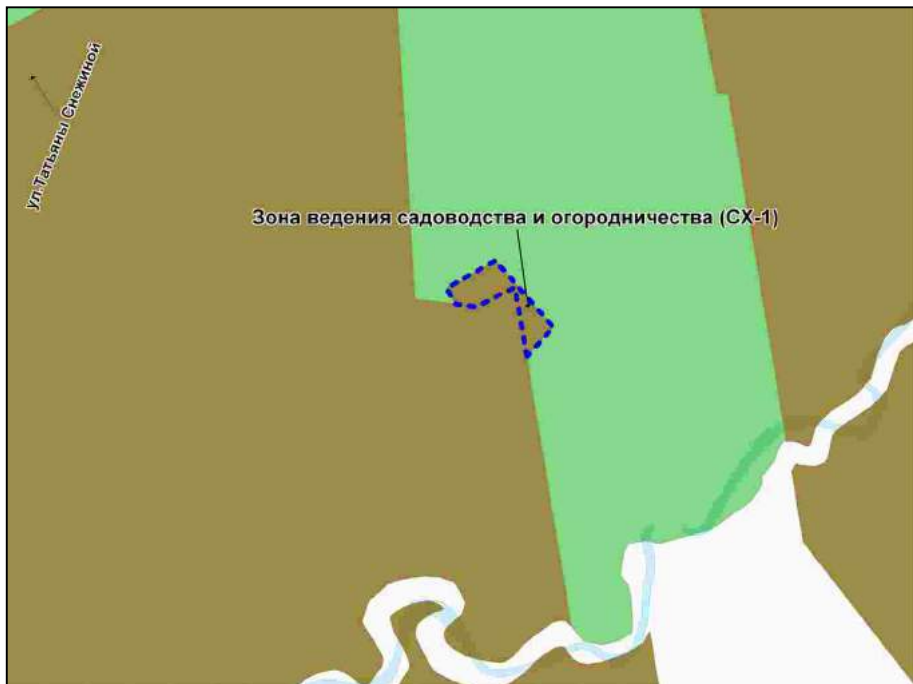 Ул.Татьяны Снежиной
Зона ведения садоводства и огородничества (СХ-1)